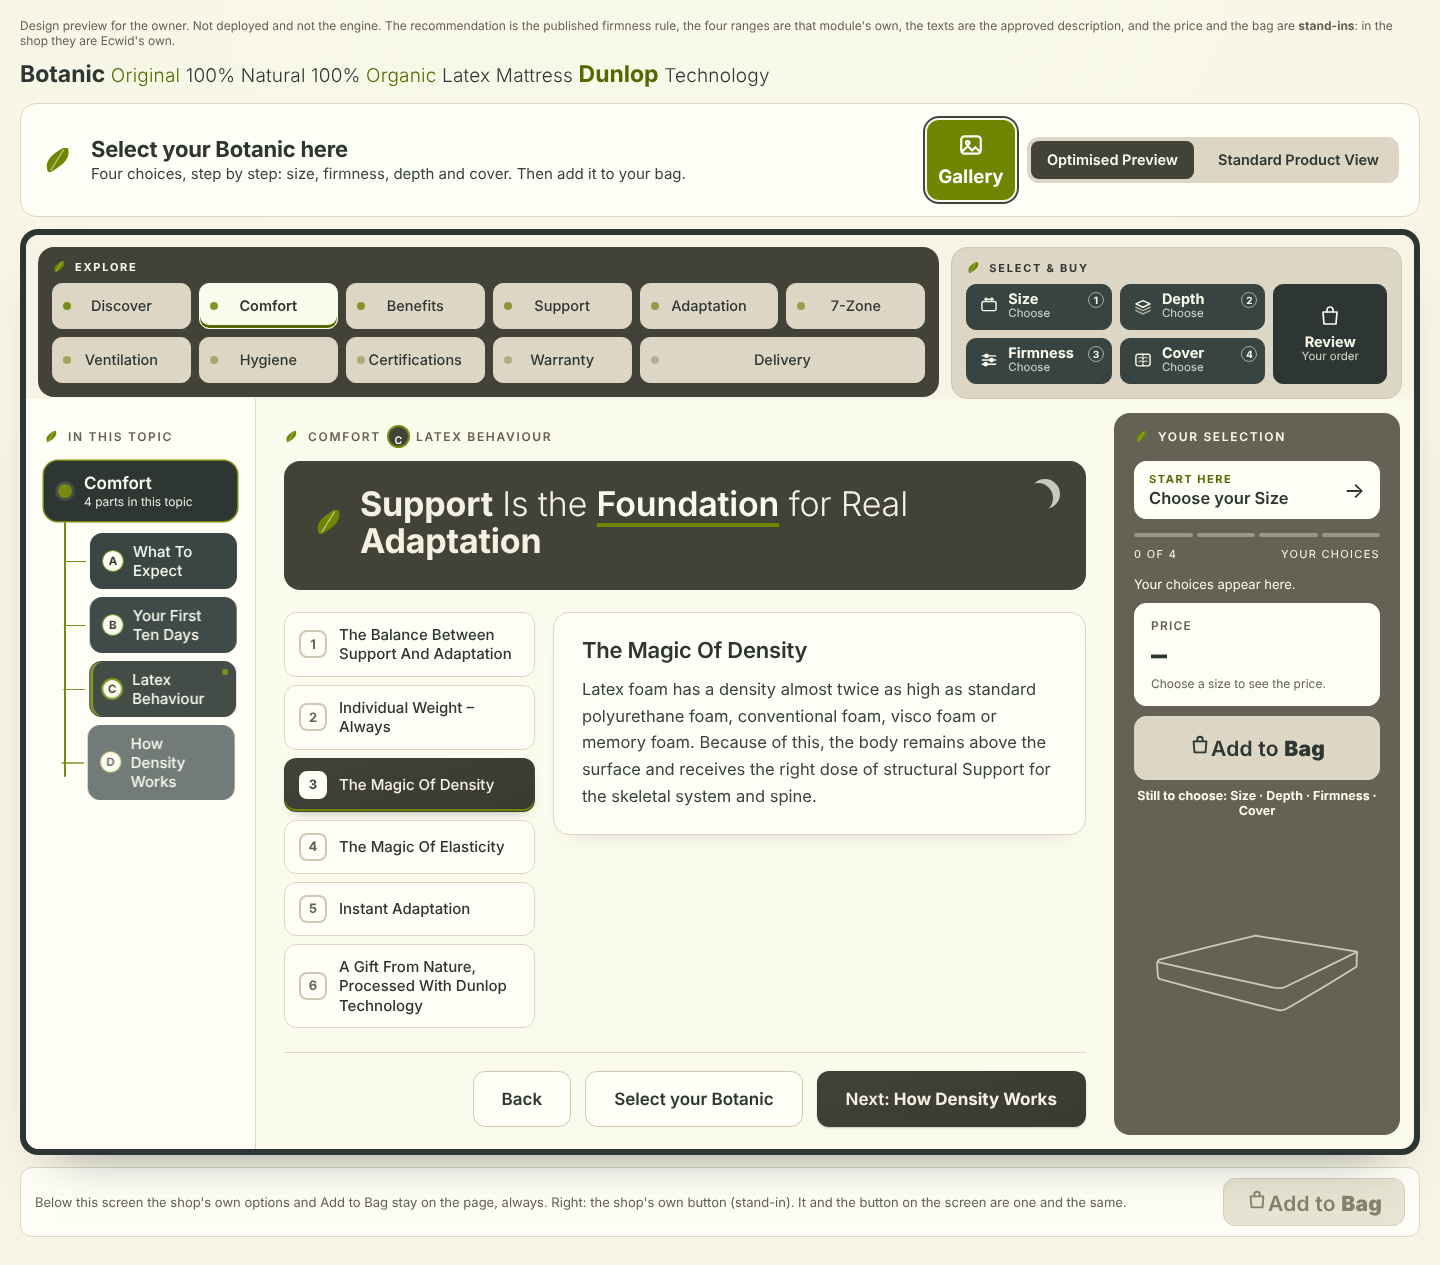 Design preview for the owner. Not deployed and not the engine. The recommendation is the published firmness rule, the four ranges are that module's own, the texts are the approved description, and the price and the bag are stand-ins: in the
shop they are Ecwid's own.
Botanic Original 100% Natural 100% Organic Latex Mattress Dunlop Technology
Select your Botanic here
Four choices, step by step: size, firmness, depth and cover. Then add it to your bag.
Gallery
Optimised Preview
Standard Product View
EXPLORE
Discover
Comfort
Benefits
Support
Adaptation
7-Zone
Ventilation
Hygiene
Certifications
Warranty
Delivery
SELECT & BUY
Size
Choose
1
Depth
Choose
2
Firmness
Choose
3
Cover
Choose
4
Review
Your order
IN THIS TOPIC
Comfort
4 parts in this topic
A
What To
Expect
B
Your First
Ten Days
C
Latex
Behaviour
D
How
Density
Works
COMFORT C LATEX BEHAVIOUR
Support Is the Foundation for Real
Adaptation
1
The Balance Between
Support And Adaptation
2
Individual Weight –
Always
3
The Magic Of Density
4
The Magic Of Elasticity
5
Instant Adaptation
6
A Gift From Nature,
Processed With Dunlop
Technology
The Magic Of Density
Latex foam has a density almost twice as high as standard
polyurethane foam, conventional foam, visco foam or
memory foam. Because of this, the body remains above the
surface and receives the right dose of structural Support for
the skeletal system and spine.
Back
Select your Botanic
Next: How Density Works
YOUR SELECTION
START HERE
Choose your Size
0 OF 4
YOUR CHOICES
Your choices appear here.
PRICE
–
Choose a size to see the price.
Add to Bag
Still to choose: Size · Depth · Firmness ·
Cover
Below this screen the shop's own options and Add to Bag stay on the page, always. Right: the shop's own button (stand-in). It and the button on the screen are one and the same.
Add to Bag